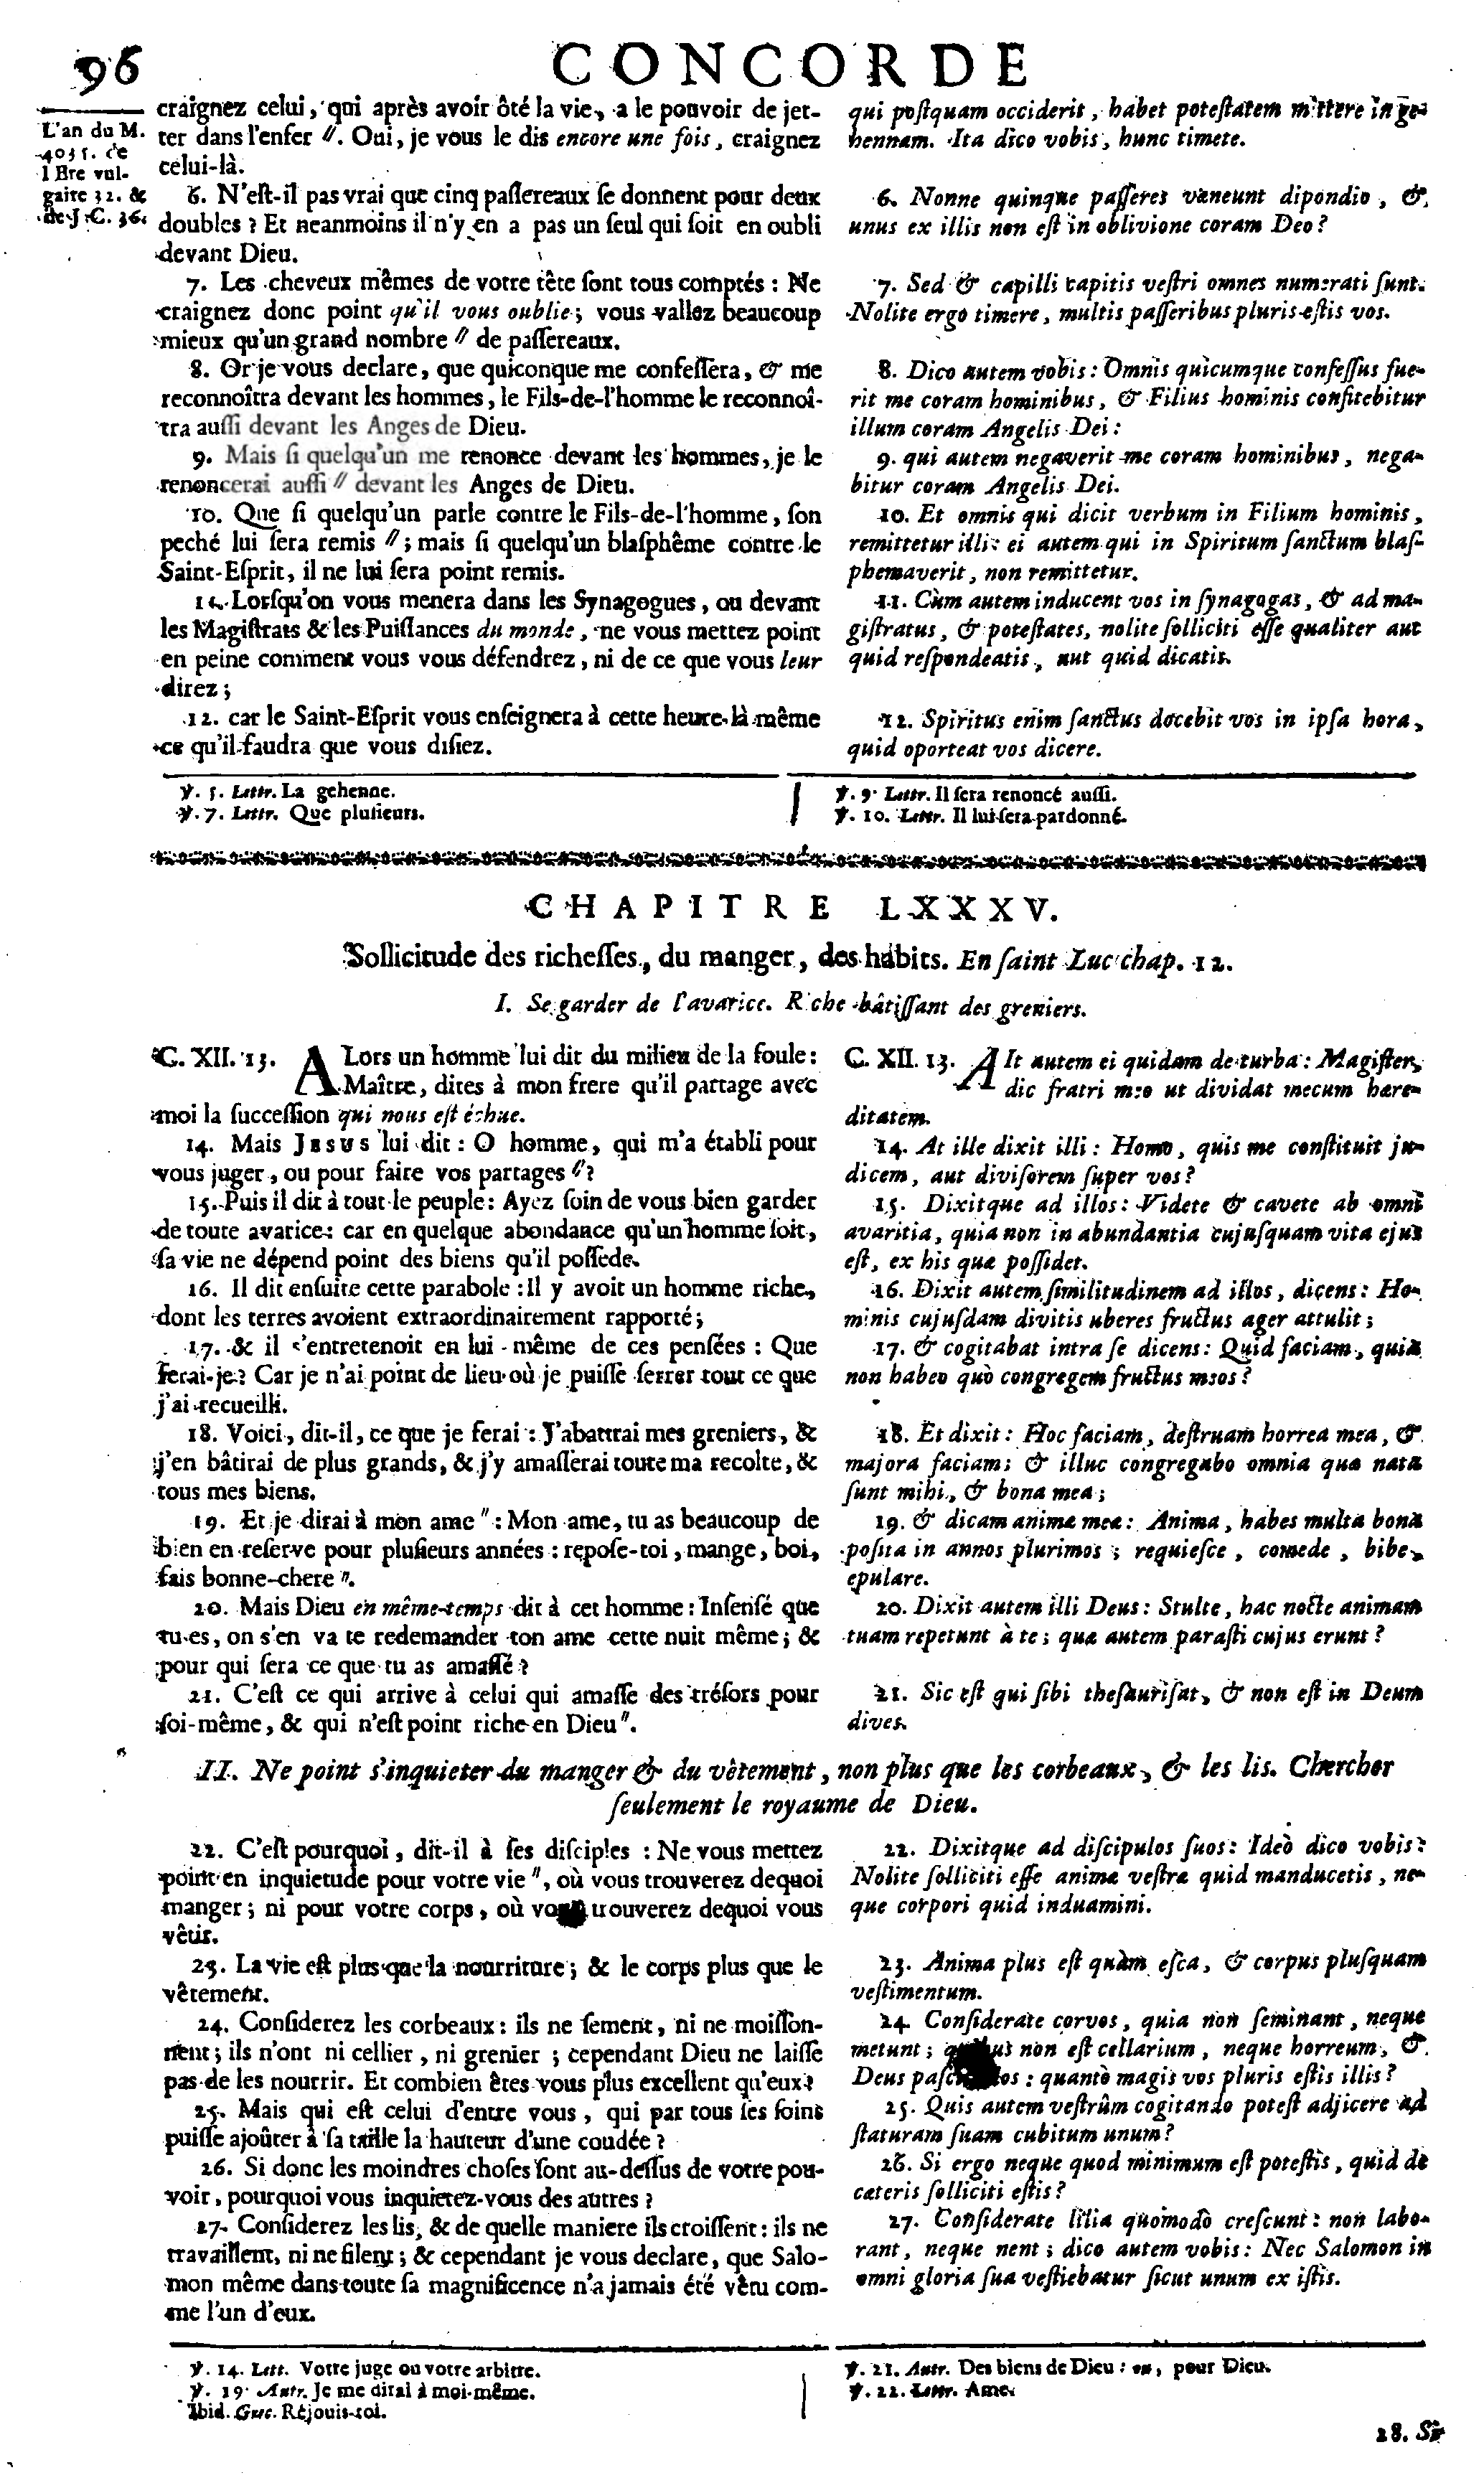 96
CONCORDE
L'an du M.
4035. de
l'Ere vul-
gaire 32. &
de J. C. 36.
craignez celui, qui après avoir ôté la vie, a le pouvoir de jet-
ter dans l'enfer ". Oui, je vous le dis encore une fois, craignez
celui-là.
6. N'eſt-il pas vrai que cinq paſſereaux ſe donnent pour deux
doubles ? Et neanmoins il n'y en a pas un ſeul qui ſoit en oubli
devant Dieu.
7. Les cheveux mêmes de votre tête ſont tous comptés : Ne
craignez donc point qu'il vous oublie ; vous vallez beaucoup
mieux qu'un grand nombre " de paſſereaux.
8. Or je vous declare, que quiconque me confeſſera, & me
reconnoîtra devant les hommes, le Fils-de-l'homme le reconnoî-
tra auſſi devant les Anges de Dieu.
9. Mais ſi quelqu'un me renonce devant les hommes, je le
renoncerai auſſi " devant les Anges de Dieu.
10. Que ſi quelqu'un parle contre le Fils-de-l'homme, ſon
peché lui ſera remis " ; mais ſi quelqu'un blaſphême contre le
Saint-Eſprit, il ne lui ſera point remis.
11. Lorſqu'on vous menera dans les Synagogues, ou devant
les Magiſtrats & les Puiſſances du monde, ne vous mettez point
en peine comment vous vous défendrez, ni de ce que vous leur
direz ;
12. car le Saint-Eſprit vous enſeignera à cette heure-là même
ce qu'il faudra que vous diſiez.
qui poſtquam occiderit, habet poteſtatem mittere in ge-
hennam. Ita dico vobis, hunc timete.
6. Nonne quinque paſſeres væneunt dipondio, &
unus ex illis non eſt in oblivione coram Deo ?
7. Sed & capilli capitis veſtri omnes numerati ſunt.
Nolite ergo timere, multis paſſeribus pluris eſtis vos.
8. Dico autem vobis : Omnis quicumque confeſſus fue-
rit me coram hominibus, & Filius hominis confitebitur
illum coram Angelis Dei :
9. qui autem negaverit me coram hominibus, nega-
bitur coram Angelis Dei.
10. Et omnis qui dicit verbum in Filium hominis,
remittetur illi : ei autem qui in Spiritum ſanctum blaſ-
phemaverit, non remittetur.
11. Cùm autem inducent vos in ſynagogas, & ad ma-
giſtratus, & poteſtates, nolite ſolliciti eſſe qualiter aut
quid reſpondeatis, aut quid dicatis.
12. Spiritus enim ſanctus docebit vos in ipſa hora,
quid oporteat vos dicere.
℣. 5. Lettr. La gehenne.
℣. 7. Lettr. Que pluſieurs.
℣. 9. Lettr. Il ſera renoncé auſſi.
℣. 10. Lettr. Il lui ſera pardonné.
CHAPITRE LXXXV.
Sollicitude des richeſſes, du manger, des habits. En ſaint Luc chap. 12.
I. Se garder de l'avarice. Riche bâtiſſant des greniers.
C. XII. 13. ALors un homme lui dit du milieu de la foule :
Maître, dites à mon frere qu'il partage avec
moi la ſucceſſion qui nous eſt échue.
14. Mais JESUS lui dit : O homme, qui m'a établi pour
vous juger, ou pour faire vos partages " ?
15. Puis il dit à tout le peuple : Ayez ſoin de vous bien garder
de toute avarice : car en quelque abondance qu'un homme ſoit,
ſa vie ne dépend point des biens qu'il poſſede.
16. Il dit enſuite cette parabole : Il y avoit un homme riche,
dont les terres avoient extraordinairement rapporté ;
17. & il s'entretenoit en lui-même de ces penſées : Que
ferai-je ? Car je n'ai point de lieu où je puiſſe ſerrer tout ce que
j'ai recueilli.
18. Voici, dit-il, ce que je ferai : J'abattrai mes greniers, &
j'en bâtirai de plus grands, & j'y amaſſerai toute ma recolte, &
tous mes biens.
19. Et je dirai à mon ame " : Mon ame, tu as beaucoup de
bien en reſerve pour pluſieurs années : repoſe-toi, mange, boi,
fais bonne-chere ".
20. Mais Dieu en même-temps dit à cet homme : Inſenſé que
tu es, on s'en va te redemander ton ame cette nuit même ; &
pour qui ſera ce que tu as amaſſé ?
21. C'eſt ce qui arrive à celui qui amaſſe des tréſors pour
ſoi-même, & qui n'eſt point riche en Dieu ".
C. XII. 13. AIt autem ei quidam de turba : Magiſter,
dic fratri meo ut dividat mecum hære-
ditatem.
14. At ille dixit illi : Homo, quis me conſtituit ju-
dicem, aut diviſorem ſuper vos ?
15. Dixitque ad illos : Videte & cavete ab omni
avaritia, quia non in abundantia cujuſquam vita ejus
eſt, ex his quæ poſſidet.
16. Dixit autem ſimilitudinem ad illos, dicens : Ho-
minis cujuſdam divitis uberes fructus ager attulit ;
17. & cogitabat intra ſe dicens : Quid faciam, quia
non habeo quò congregem fructus meos ?
18. Et dixit : Hoc faciam, deſtruam horrea mea, &
majora faciam ; & illuc congregabo omnia quæ nata
ſunt mihi, & bona mea ;
19. & dicam animæ meæ : Anima, habes multa bona
poſita in annos plurimos ; requieſce, comede, bibe,
epulare.
20. Dixit autem illi Deus : Stulte, hac nocte animam
tuam repetunt à te ; quæ autem paraſti cujus erunt ?
21. Sic eſt qui ſibi theſauriſat, & non eſt in Deum
dives.
II. Ne point s'inquieter du manger & du vêtement, non plus que les corbeaux, & les lis. Chercher
ſeulement le royaume de Dieu.
22. C'eſt pourquoi, dit-il à ſes diſciples : Ne vous mettez
point en inquietude pour votre vie ", où vous trouverez dequoi
manger ; ni pour votre corps, où vous trouverez dequoi vous
vêtir.
23. La vie eſt plus que la nourriture ; & le corps plus que le
vêtement.
24. Conſiderez les corbeaux : ils ne ſement, ni ne moiſſon-
nent ; ils n'ont ni cellier, ni grenier ; cependant Dieu ne laiſſe
pas de les nourrir. Et combien êtes-vous plus excellent qu'eux ?
25. Mais qui eſt celui d'entre vous, qui par tous ſes ſoins
puiſſe ajoûter à ſa taille la hauteur d'une coudée ?
26. Si donc les moindres choſes ſont au-deſſus de votre pou-
voir, pourquoi vous inquietez-vous des autres ?
27. Conſiderez les lis, & de quelle maniere ils croiſſent : ils ne
travaillent, ni ne filent ; & cependant je vous declare, que Salo-
mon même dans toute ſa magnificence n'a jamais été vêtu com-
me l'un d'eux.
22. Dixitque ad diſcipulos ſuos : Ideò dico vobis :
Nolite ſolliciti eſſe animæ veſtræ quid manducetis, ne-
que corpori quid induamini.
23. Anima plus eſt quàm eſca, & corpus pluſquam
veſtimentum.
24. Conſiderate corvos, quia non ſeminant, neque
metunt ; quibus non eſt cellarium, neque horreum, &
Deus paſcit illos : quantò magis vos pluris eſtis illis ?
25. Quis autem veſtrûm cogitando poteſt adjicere ad
ſtaturam ſuam cubitum unum ?
26. Si ergo neque quod minimum eſt poteſtis, quid de
cæteris ſolliciti eſtis ?
27. Conſiderate lilia quomodò creſcunt : non labo-
rant, neque nent ; dico autem vobis : Nec Salomon in
omni gloria ſua veſtiebatur ſicut unum ex iſtis.
℣. 14. Lett. Votre juge ou votre arbitre.
℣. 19. Autr. Je me dirai à moi-même.
Ibid. Grec. Réjouis-toi.
℣. 21. Autr. Des biens de Dieu : ou, pour Dieu.
℣. 22. Lettr. Ame.
28. Si